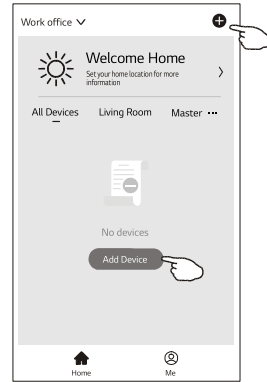 Work office
Welcome Home
Set your home location for more
information
All Devices Living Room Master ...
No devices
Add Device
Home Me